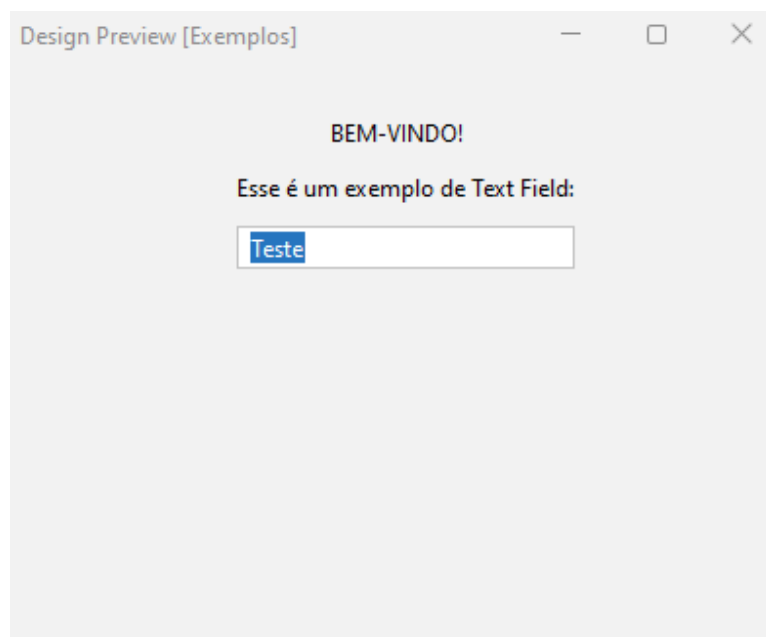 Design Preview [Exemplos]
BEM-VINDO!
Esse é um exemplo de Text Field:
Teste